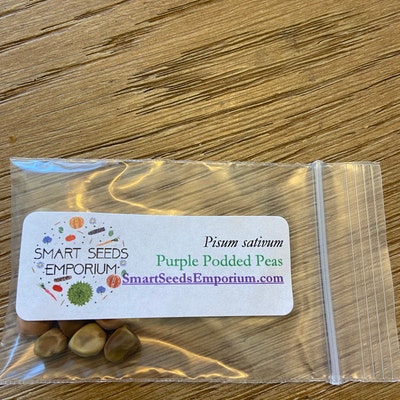 SMART SEEDS
EMPORIUM
Pisum sativum
Purple Podded Peas
SmartSeedsEmporium.com